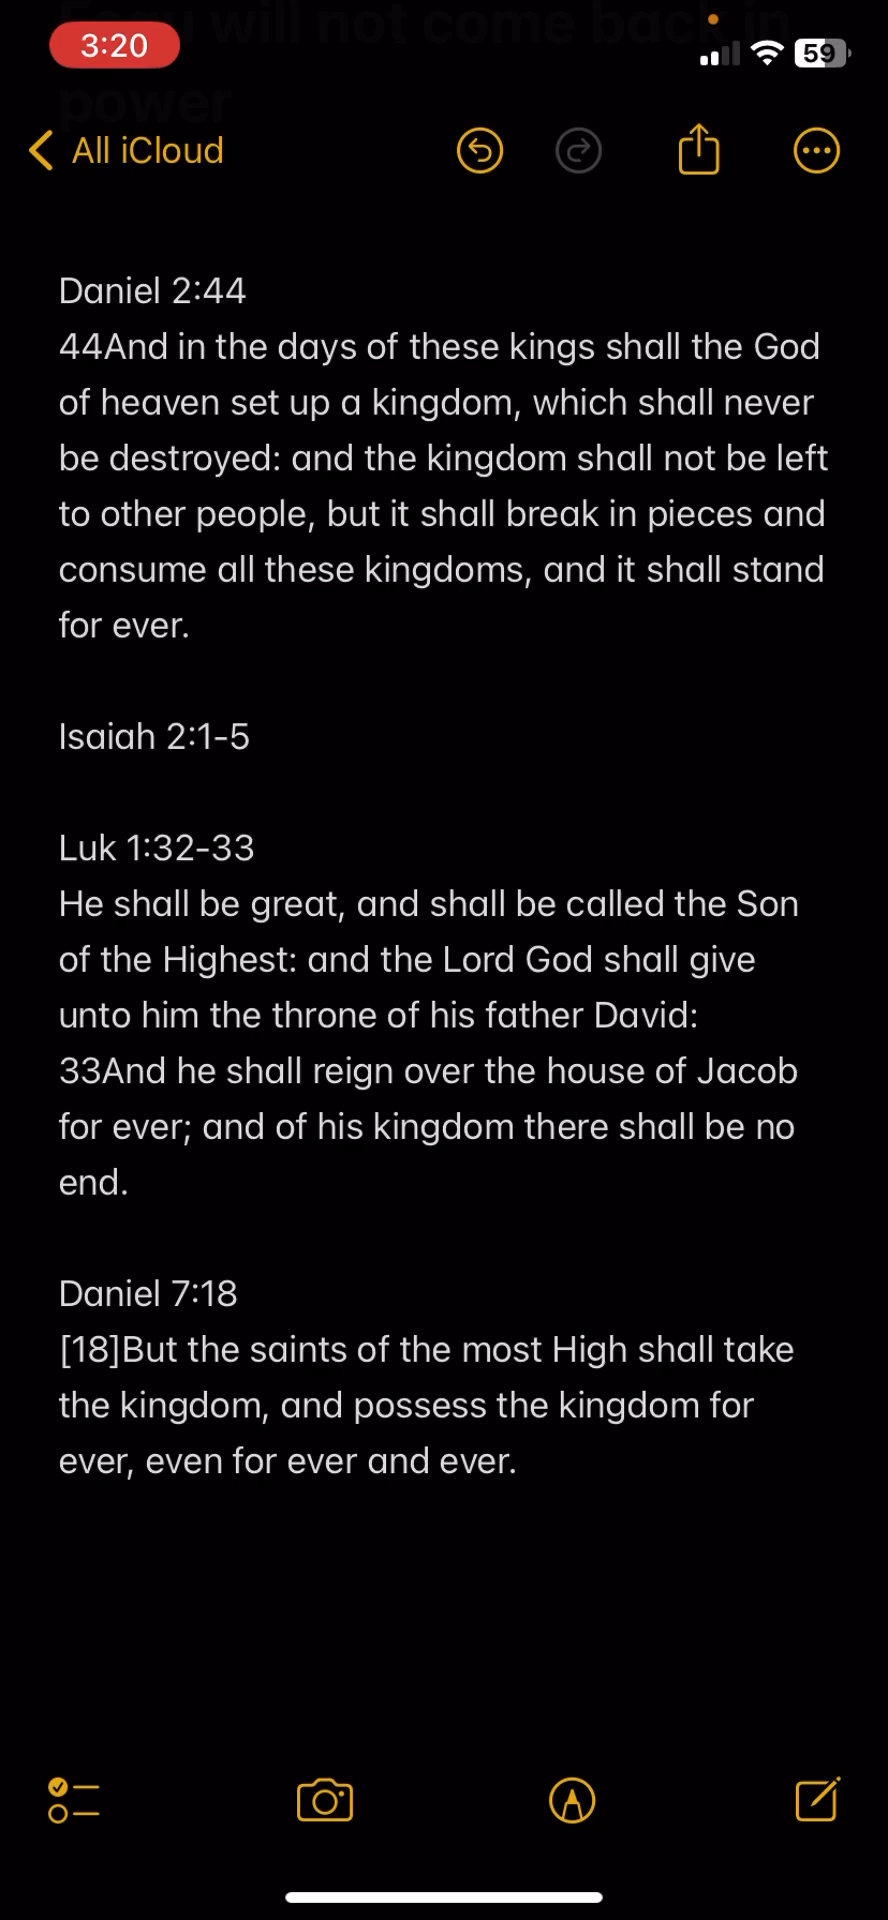 will not come back in
power
3:20
59
All iCloud
Daniel 2:44
44And in the days of these kings shall the God
of heaven set up a kingdom, which shall never
be destroyed: and the kingdom shall not be left
to other people, but it shall break in pieces and
consume all these kingdoms, and it shall stand
for ever.
Isaiah 2:1-5
Luk 1:32-33
He shall be great, and shall be called the Son
of the Highest: and the Lord God shall give
unto him the throne of his father David:
33And he shall reign over the house of Jacob
for ever; and of his kingdom there shall be no
end.
Daniel 7:18
[18]But the saints of the most High shall take
the kingdom, and possess the kingdom for
ever, even for ever and ever.